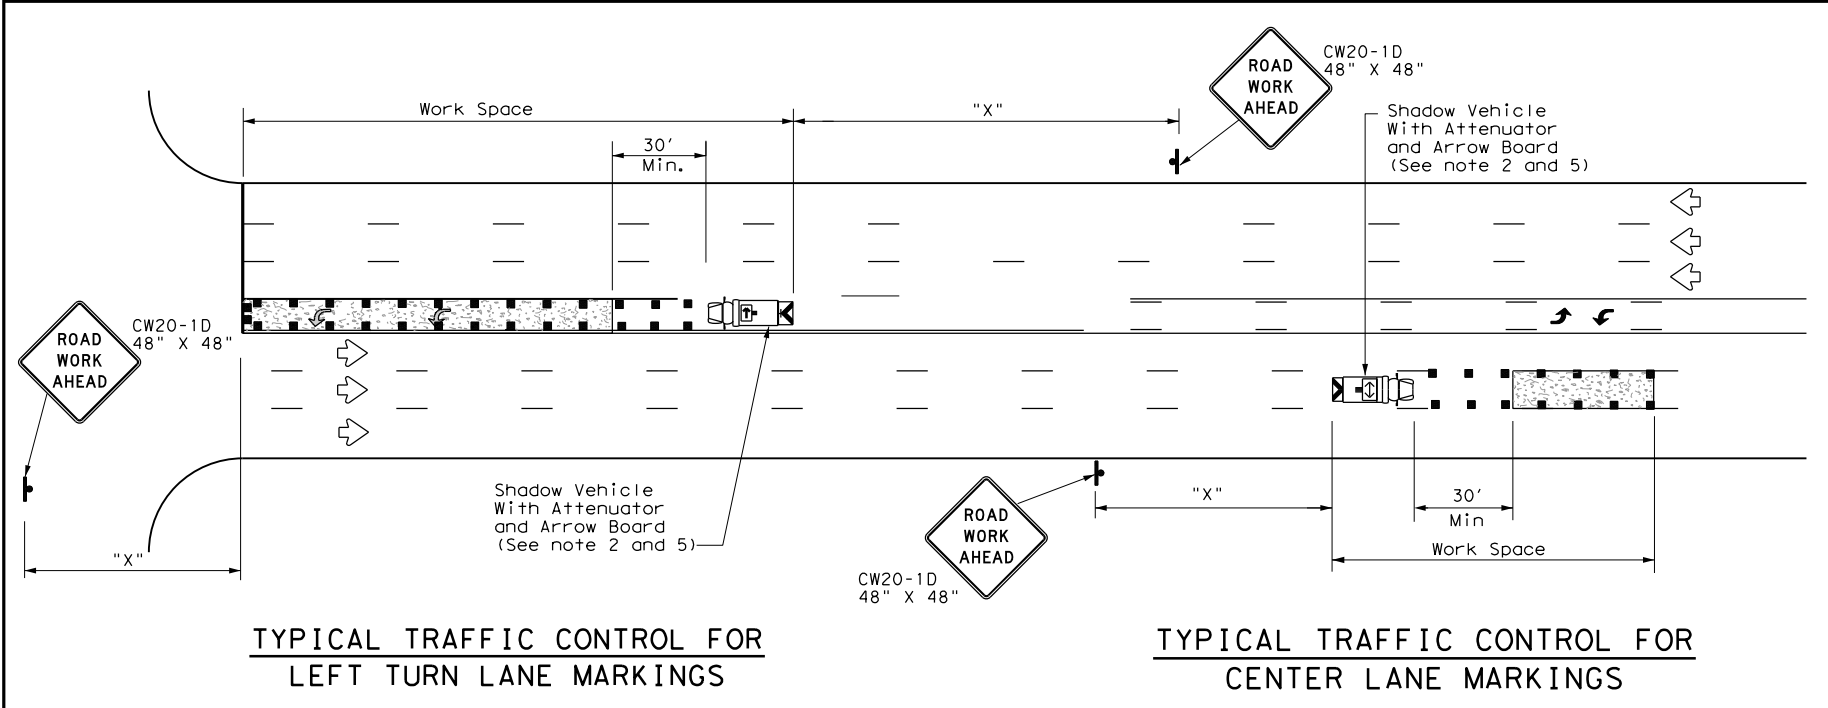 ROAD
WORK
AHEAD
CW20-1D
48" X 48"
Work Space
"X"
30'
Min.
Shadow Vehicle
With Attenuator
and Arrow Board
(See note 2 and 5)
ROAD
WORK
AHEAD
CW20-1D
48" X 48"
Shadow Vehicle
With Attenuator
and Arrow Board
(See note 2 and 5)
"X"
ROAD
WORK
AHEAD
CW20-1D
48" X 48"
"X"
30'
Min
Work Space
TYPICAL TRAFFIC CONTROL FOR
LEFT TURN LANE MARKINGS
TYPICAL TRAFFIC CONTROL FOR
CENTER LANE MARKINGS